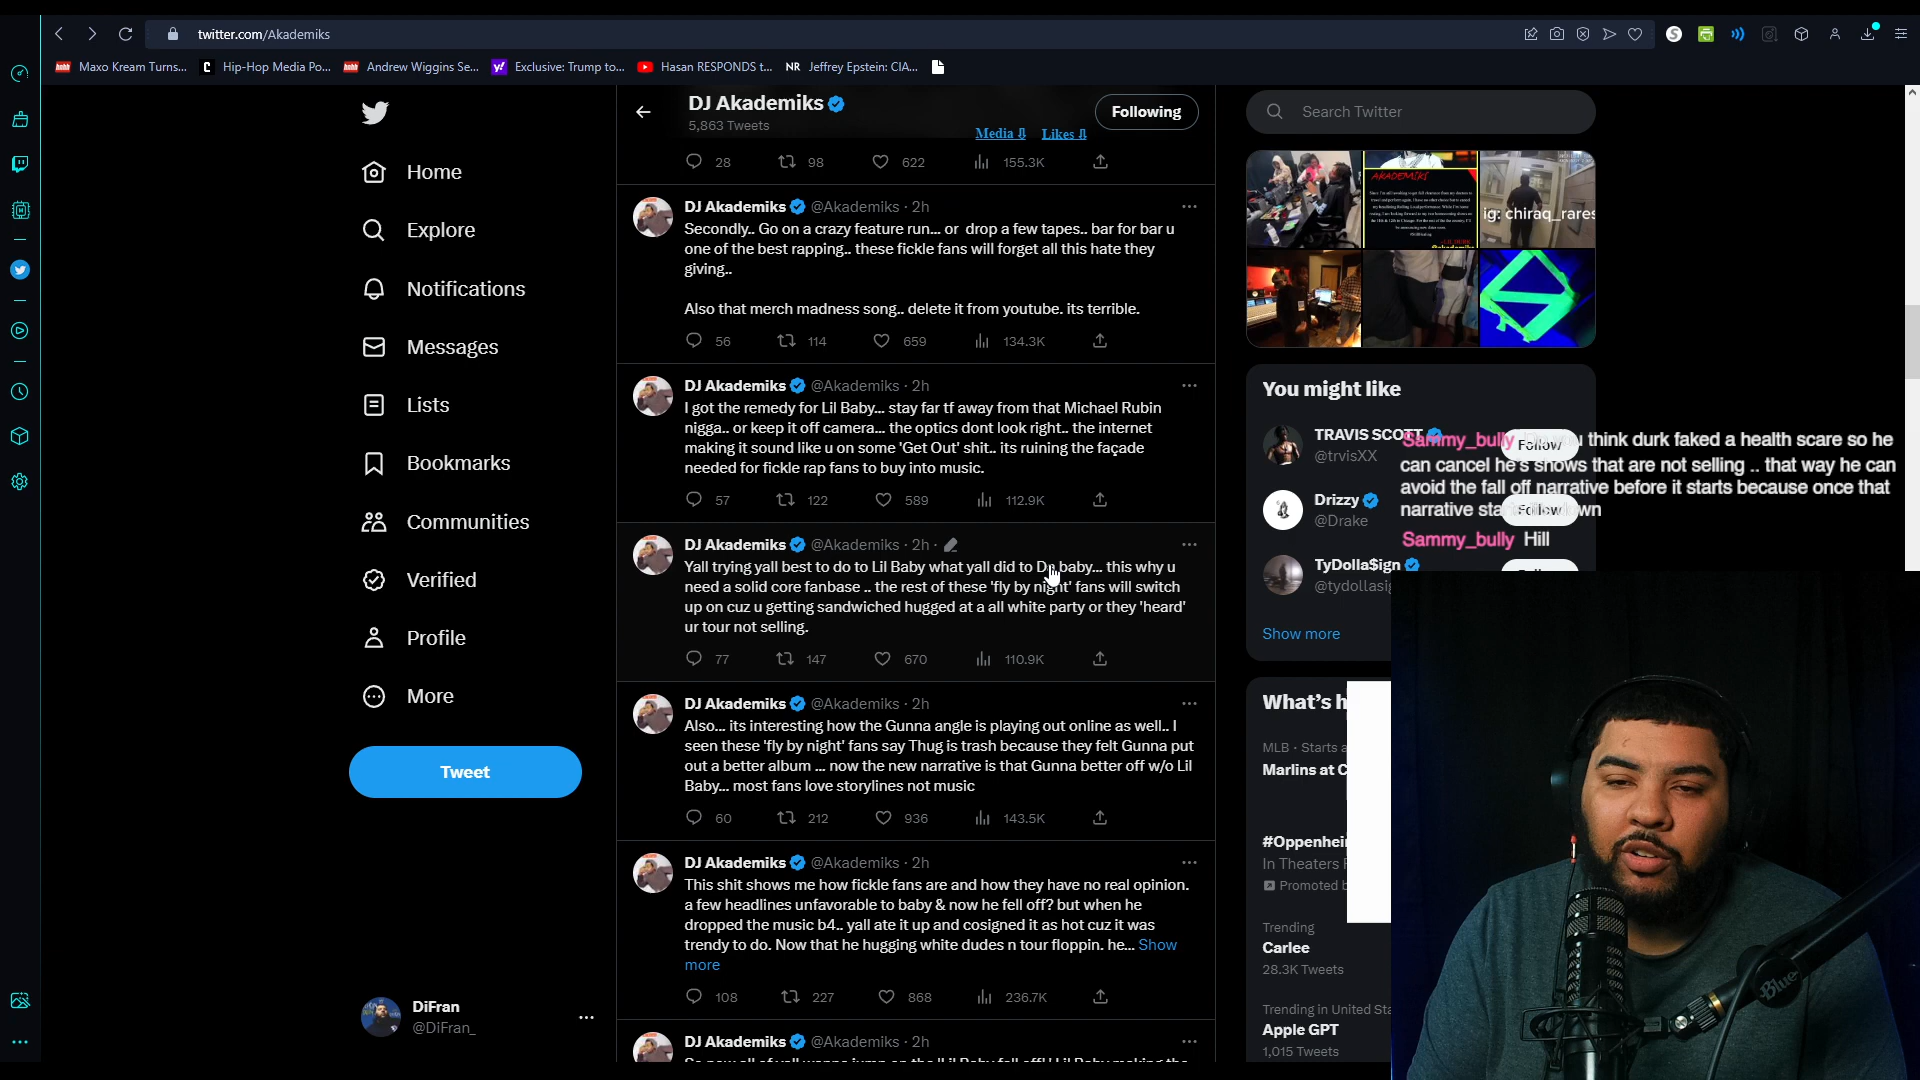 twitter.com/Akademiks
Maxo Kream Turns...
Hip-Hop Media Po...
Andrew Wiggins Se...
Exclusive: Trump to...
Hasan RESPONDS t...
NR Jeffrey Epstein: CIA...
Home
Explore
Notifications
Messages
Lists
Bookmarks
Communities
Verified
Profile
More
Tweet
DiFran
@DiFran_
DJ Akademiks
5,863 Tweets
Media
Likes
Following
28 98 622 155.3K
DJ Akademiks @Akademiks · 2h
Secondly.. Go on a crazy feature run... or drop a few tapes.. bar for bar u
one of the best rapping.. these fickle fans will forget all this hate they
giving..
Also that merch madness song.. delete it from youtube. its terrible.
56 114 659 134.3K
DJ Akademiks @Akademiks · 2h
I got the remedy for Lil Baby... stay far tf away from that Michael Rubin
nigga.. or keep it off camera... the optics dont look right.. the internet
making it sound like u on some 'Get Out' shit.. its ruining the façade
needed for fickle rap fans to buy into music.
57 122 589 112.9K
DJ Akademiks @Akademiks · 2h ·
Yall trying yall best to do to Lil Baby what yall did to Da baby... this why u
need a solid core fanbase .. the rest of these 'fly by night' fans will switch
up on cuz u getting sandwiched hugged at a all white party or they 'heard'
ur tour not selling.
77 147 670 110.9K
DJ Akademiks @Akademiks · 2h
Also... its interesting how the Gunna angle is playing out online as well.. I
seen these 'fly by night' fans say Thug is trash because they felt Gunna put
out a better album ... now the new narrative is that Gunna better off w/o Lil
Baby... most fans love storylines not music
60 212 936 143.5K
DJ Akademiks @Akademiks · 2h
This shit shows me how fickle fans are and how they have no real opinion.
a few headlines unfavorable to baby & now he fell off? but when he
dropped the music b4.. yall ate it up and cosigned it as hot cuz it was
trendy to do. Now that he hugging white dudes n tour floppin. he... Show
more
108 227 868 236.7K
DJ Akademiks @Akademiks · 2h
Search Twitter
AKADEMIKS
ig: chiraq_rares
You might like
TRAVIS SCOTT
@trvisXX
Follow
Drizzy
@Drake
Follow
TyDolla$ign
@tydollasi
Show more
Sammy_bully think durk faked a health scare so he
can cancel he's shows that are not selling .. that way he can
avoid the fall off narrative before it starts because once that
narrative
Sammy_bully Hill
What's h
MLB · Starts a
Marlins at C
#Oppenhei
In Theaters F
Promoted b
Trending
Carlee
28.3K Tweets
Trending in United Sta
Apple GPT
1,015 Tweets
Blue